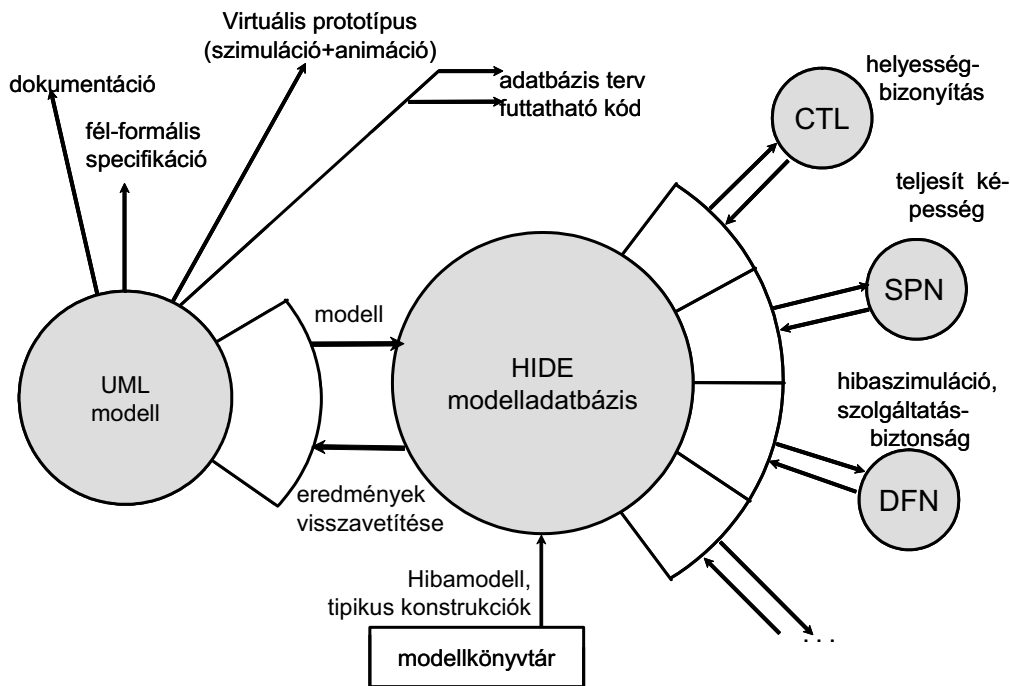 Virtuális prototípus
(szimuláció+animáció)
dokumentáció
fél-formális
specifikáció
adatbázis terv
futtatható kód
helyesség-
bizonyítás
CTL
teljesít ké-
pesség
SPN
modell
UML
modell
HIDE
modelladatbázis
hibaszimuláció,
szolgáltatás-
biztonság
DFN
eredmények
visszavetítése
Hibamodell,
tipikus konstrukciók
modellkönyvtár
. . .